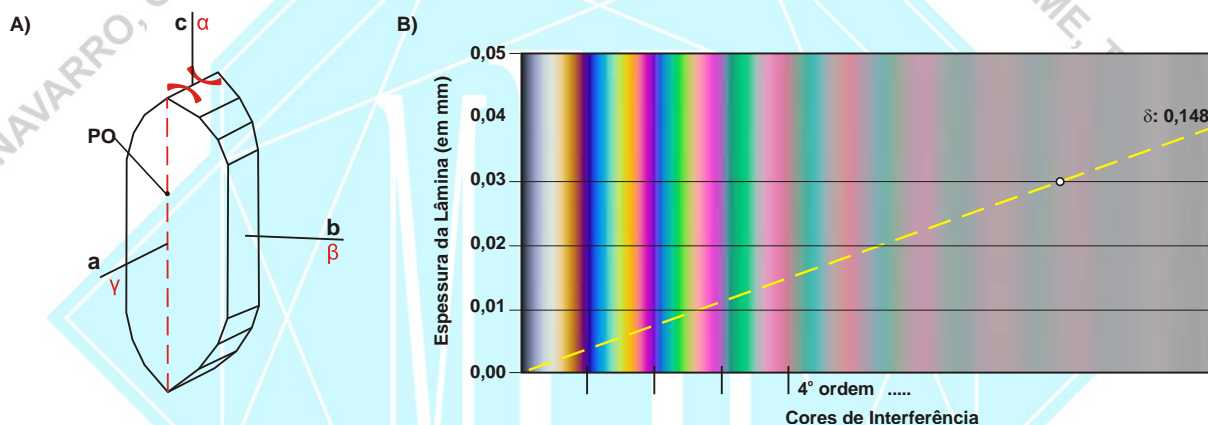 A)
c α
PO
a
γ
b
β
B)
Espessura da Lâmina (em mm)
0,05
0,04
0,03
0,02
0,01
0,00
δ: 0,148
4° ordem .....
Cores de Interferência
NAVARRO,